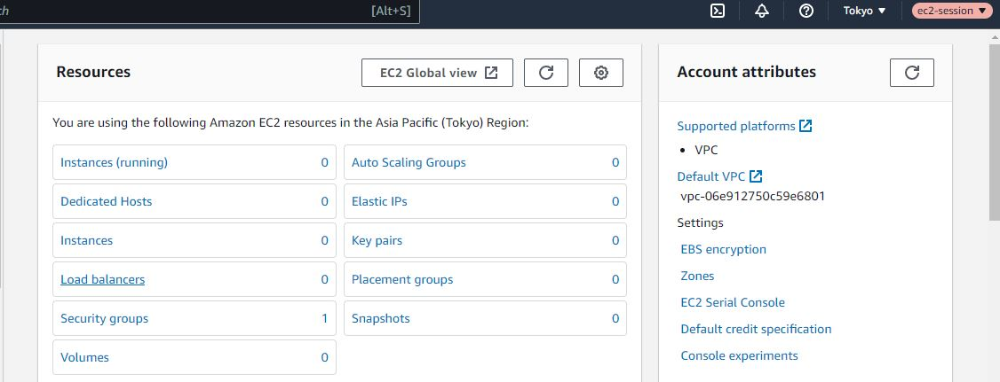 [Alt+S]
Tokyo
ec2-session
Resources
EC2 Global view
You are using the following Amazon EC2 resources in the Asia Pacific (Tokyo) Region:
Instances (running) 0
Auto Scaling Groups 0
Dedicated Hosts 0
Elastic IPs 0
Instances 0
Key pairs 0
Load balancers 0
Placement groups 0
Security groups 1
Snapshots 0
Volumes 0
Account attributes
Supported platforms
• VPC
Default VPC
vpc-06e912750c59e6801
Settings
EBS encryption
Zones
EC2 Serial Console
Default credit specification
Console experiments